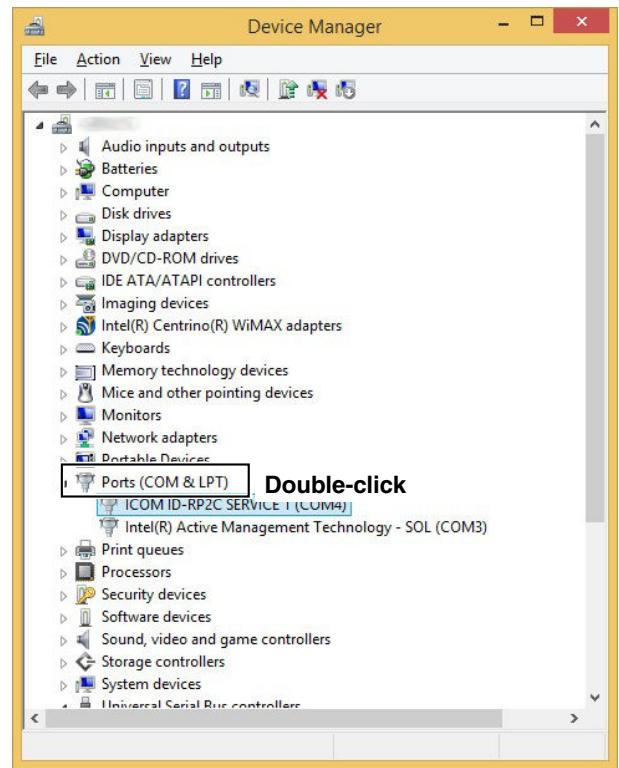 Device Manager
File Action View Help
Audio inputs and outputs
Batteries
Computer
Disk drives
Display adapters
DVD/CD-ROM drives
IDE ATA/ATAPI controllers
Imaging devices
Intel(R) Centrino(R) WiMAX adapters
Keyboards
Memory technology devices
Mice and other pointing devices
Monitors
Network adapters
Portable Devices
Ports (COM & LPT) Double-click
ICOM ID-RP2C SERVICE 1 (COM4)
Intel(R) Active Management Technology - SOL (COM3)
Print queues
Processors
Security devices
Software devices
Sound, video and game controllers
Storage controllers
System devices
Universal Serial Bus controllers